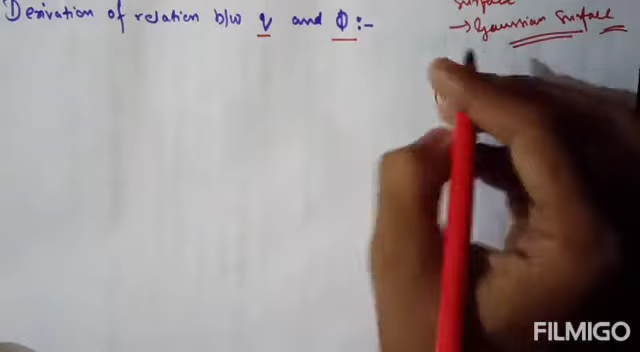 Derivation of relation b/w q and Φ:-
surface
→ Gaussian surface
FILMIGO